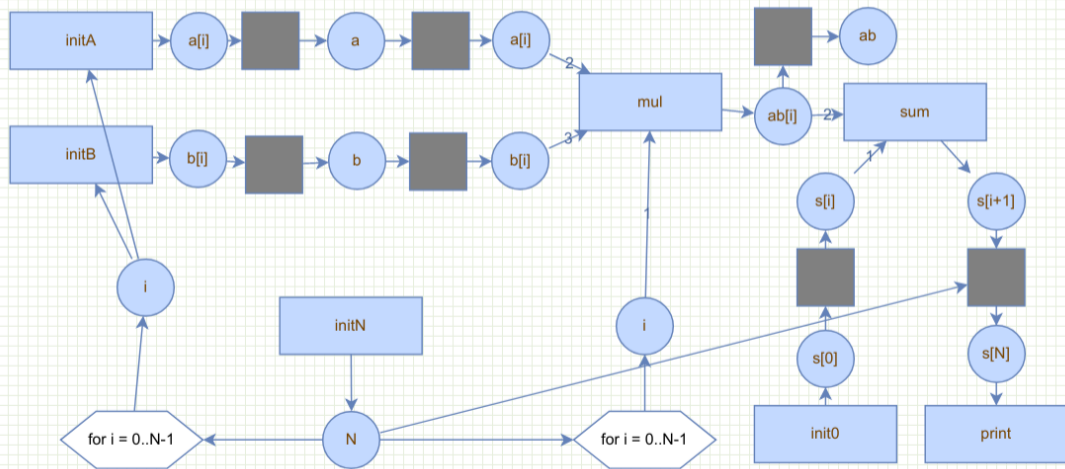 initA
a[i]
a
a[i]
2
mul
ab
ab[i]
2
sum
initB
b[i]
b
b[i]
3
1
s[i]
1
s[i+1]
i
initN
i
s[0]
s[N]
for i = 0..N-1
N
for i = 0..N-1
init0
print